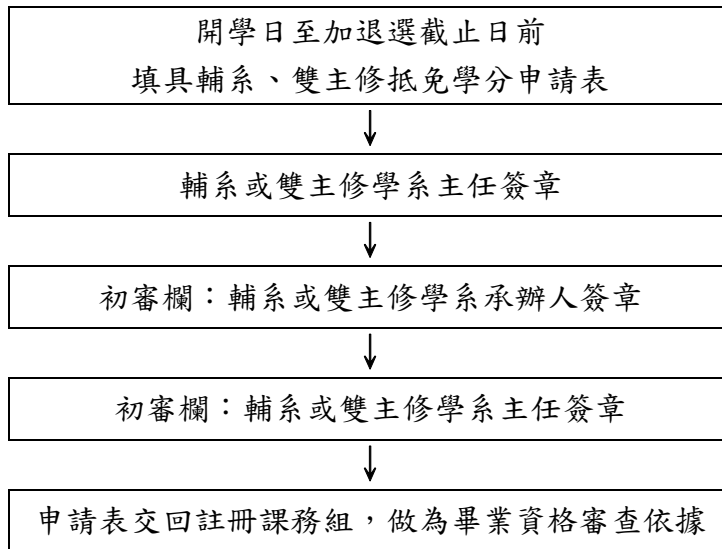 開學日至加退選截止日前
填具輔系、雙主修抵免學分申請表
輔系或雙主修學系主任簽章
初審欄：輔系或雙主修學系承辦人簽章
初審欄：輔系或雙主修學系主任簽章
申請表交回註冊課務組，做為畢業資格審查依據